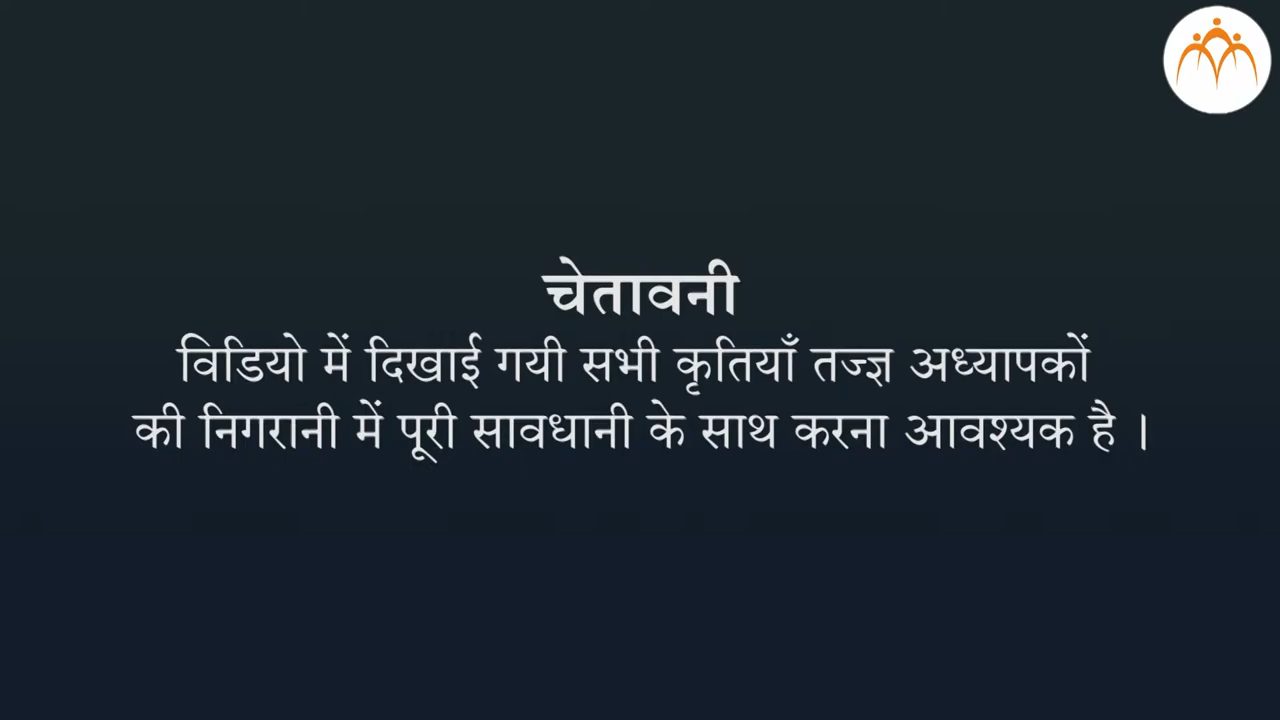 चेतावनी
विडियो में दिखाई गयी सभी कृतियाँ तज्ज्ञ अध्यापकों
की निगरानी में पूरी सावधानी के साथ करना आवश्यक है ।